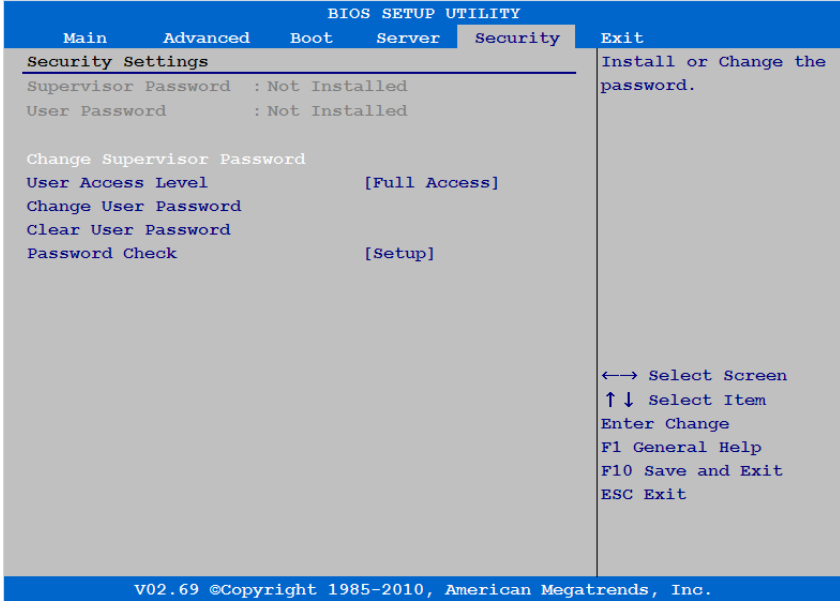 BIOS SETUP UTILITY
Main Advanced Boot Server Security Exit
Security Settings
Supervisor Password : Not Installed
User Password : Not Installed
Change Supervisor Password
User Access Level [Full Access]
Change User Password
Clear User Password
Password Check [Setup]
Install or Change the
password.
←→ Select Screen
↑↓ Select Item
Enter Change
F1 General Help
F10 Save and Exit
ESC Exit
V02.69 ©Copyright 1985-2010, American Megatrends, Inc.